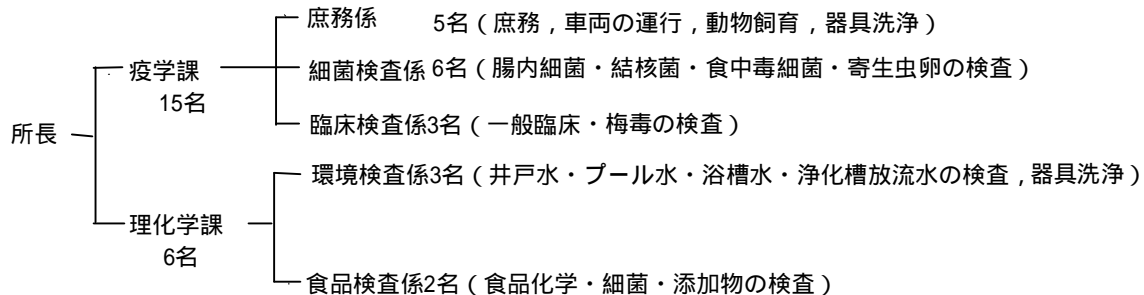 庶務係 5名(庶務,車両の運行,動物飼育,器具洗浄)
疫学課 細菌検査係 6名(腸内細菌・結核菌・食中毒細菌・寄生虫卵の検査)
15名
臨床検査係3名(一般臨床・梅毒の検査)
所長
環境検査係3名(井戸水・プール水・浴槽水・浄化槽放流水の検査,器具洗浄)
理化学課
6名
食品検査係2名(食品化学・細菌・添加物の検査)